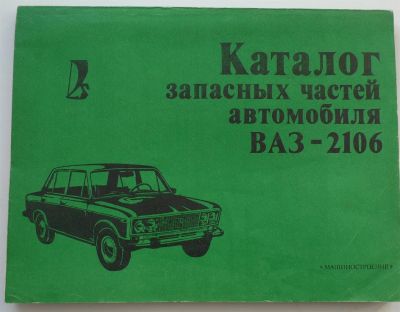 Каталог
запасных частей
автомобиля
ВАЗ-2106
«МАШИНОСТРОЕНИЕ»